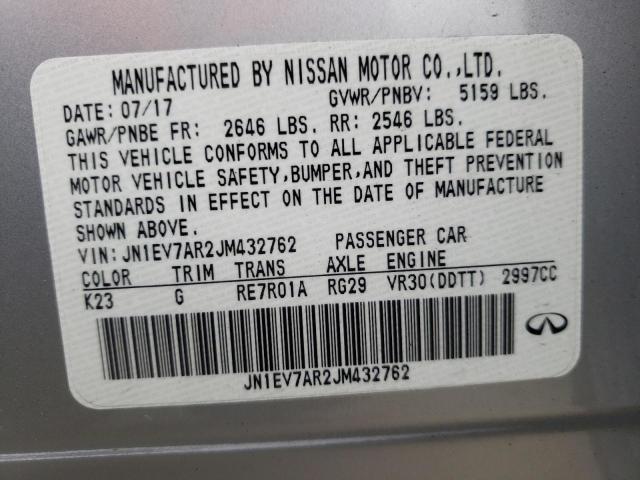 MANUFACTURED BY NISSAN MOTOR CO.,LTD.
DATE: 07/17 GVWR/PNBV: 5159 LBS.
GAWR/PNBE FR: 2646 LBS. RR: 2546 LBS.
THIS VEHICLE CONFORMS TO ALL APPLICABLE FEDERAL
MOTOR VEHICLE SAFETY,BUMPER,AND THEFT PREVENTION
STANDARDS IN EFFECT ON THE DATE OF MANUFACTURE
SHOWN ABOVE.
VIN: JN1EV7AR2JM432762 PASSENGER CAR
COLOR TRIM TRANS AXLE ENGINE
K23 G RE7R01A RG29 VR30(DDTT) 2997CC
JN1EV7AR2JM432762